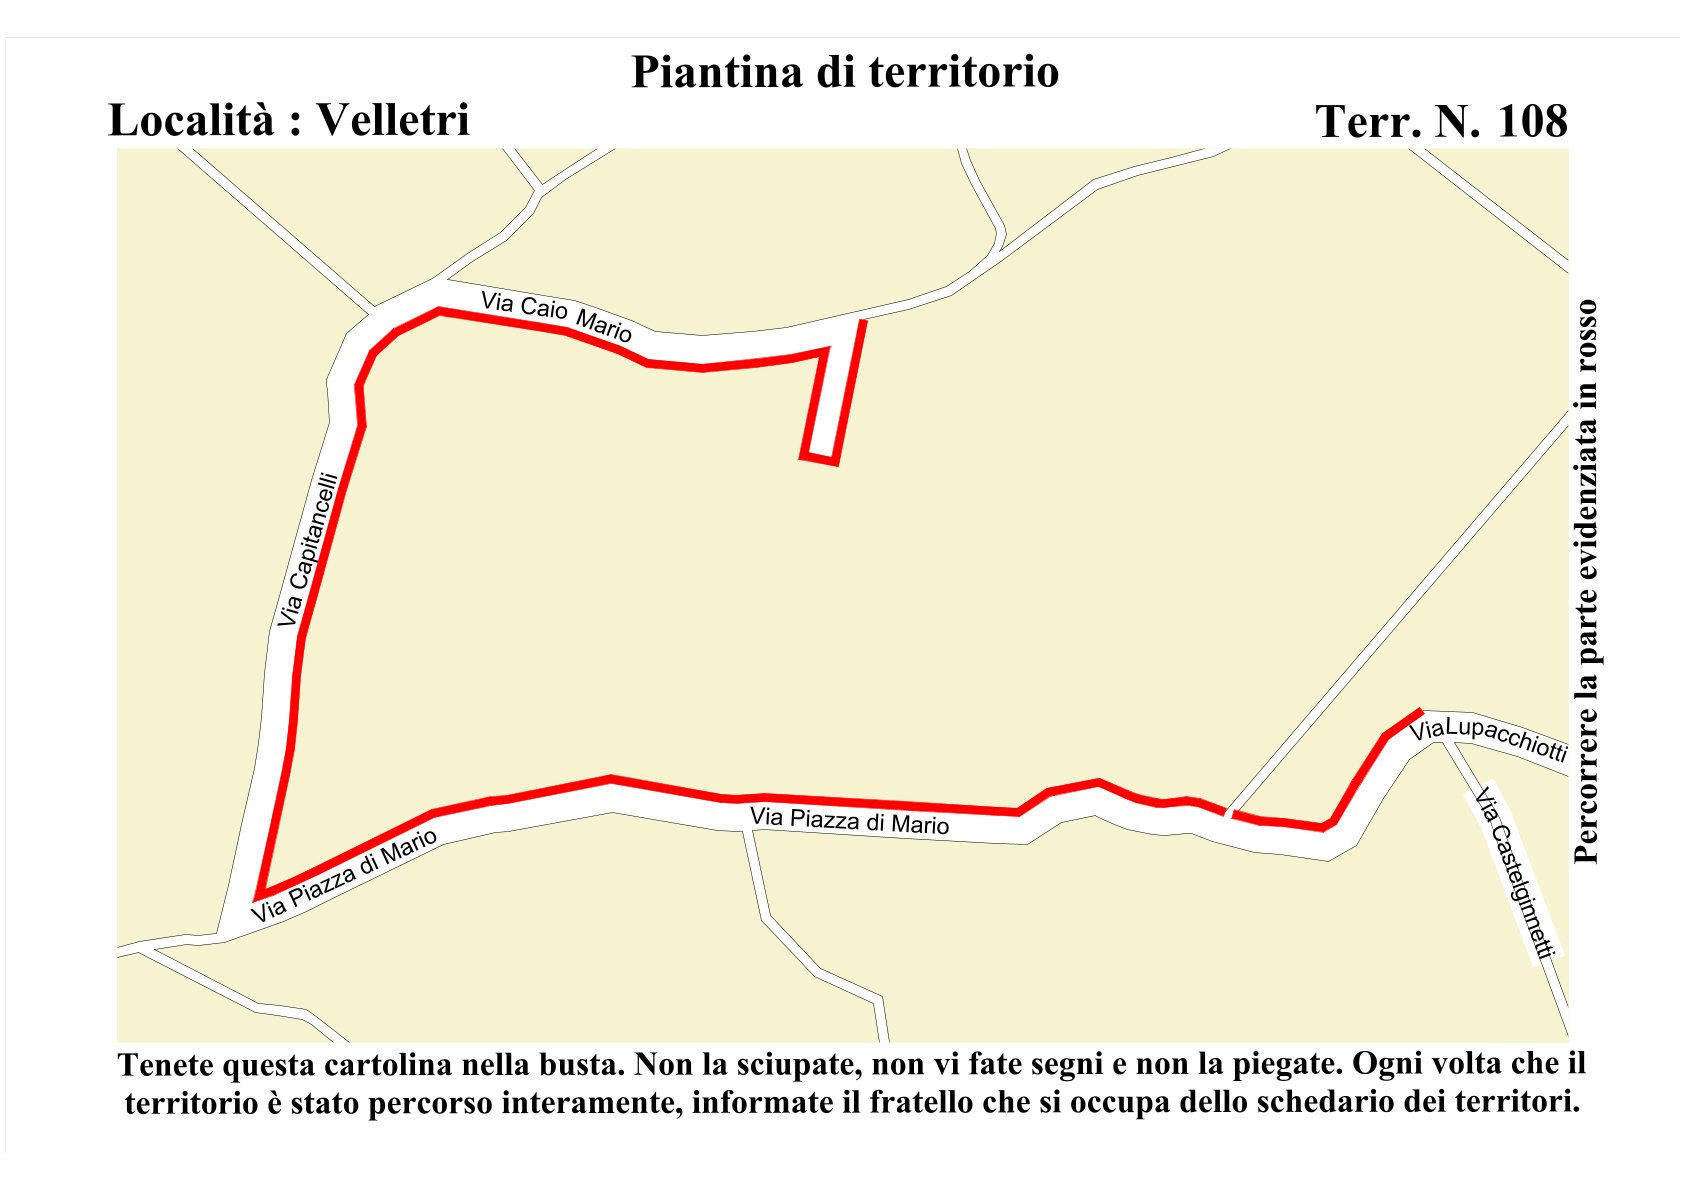 Piantina di territorio
Località : Velletri
Terr. N. 108
Via Caio Mario
Via Capitancelli
Via Piazza di Mario
Via Piazza di Mario
Via Lupacchiotti
Via Castelginnetti
Percorrere la parte evidenziata in rosso
Tenete questa cartolina nella busta. Non la sciupate, non vi fate segni e non la piegate. Ogni volta che il
territorio è stato percorso interamente, informate il fratello che si occupa dello schedario dei territori.